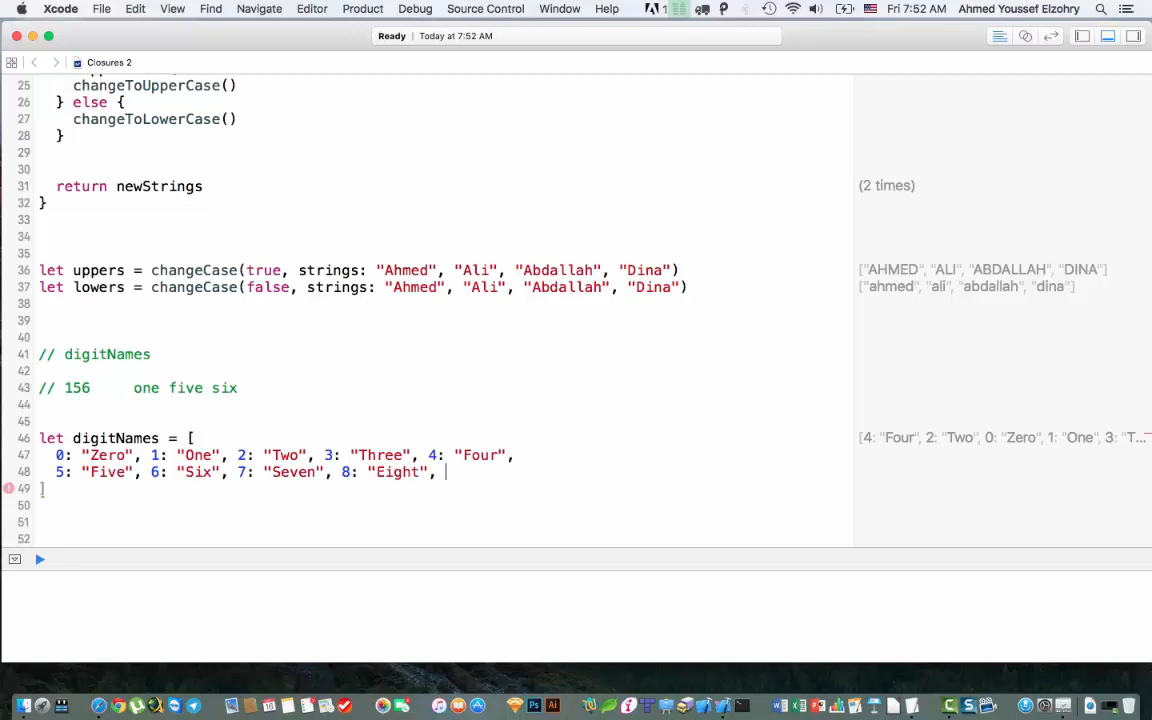 Xcode File Edit View Find Navigate Editor Product Debug Source Control Window Help 1 Fri 7:52 AM Ahmed Youssef Elzohry
Ready | Today at 7:52 AM
Closures 2
25 changeToUpperCase()
26 } else {
27 changeToLowerCase()
28 }
29
30
31 return newStrings (2 times)
32 }
33
34
35
36 let uppers = changeCase(true, strings: "Ahmed", "Ali", "Abdallah", "Dina") ["AHMED", "ALI", "ABDALLAH", "DINA"]
37 let lowers = changeCase(false, strings: "Ahmed", "Ali", "Abdallah", "Dina") ["ahmed", "ali", "abdallah", "dina"]
38
39
40
41 // digitNames
42
43 // 156 one five six
44
45
46 let digitNames = [ [4: "Four", 2: "Two", 0: "Zero", 1: "One", 3: "T...
47 0: "Zero", 1: "One", 2: "Two", 3: "Three", 4: "Four",
48 5: "Five", 6: "Six", 7: "Seven", 8: "Eight",
49 ]
50
51
52